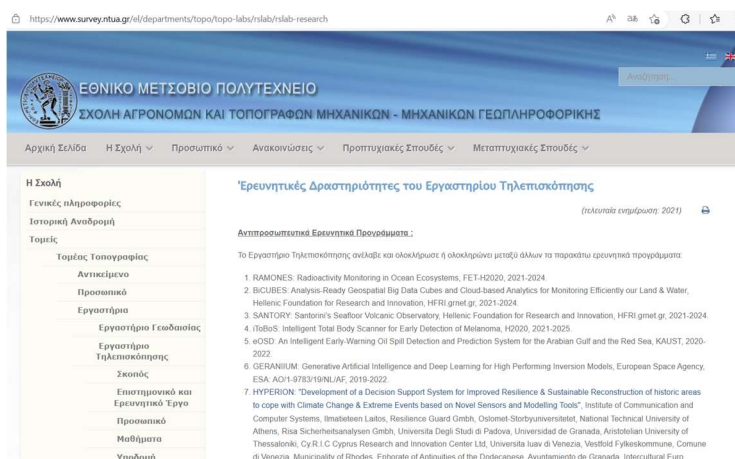 https://www.survey.ntua.gr/el/departments/topo/topo-labs/rslab/rslab-research
Αναζήτηση...
ΕΘΝΙΚΟ ΜΕΤΣΟΒΙΟ ΠΟΛΥΤΕΧΝΕΙΟ
ΣΧΟΛΗ ΑΓΡΟΝΟΜΩΝ ΚΑΙ ΤΟΠΟΓΡΑΦΩΝ ΜΗΧΑΝΙΚΩΝ - ΜΗΧΑΝΙΚΩΝ ΓΕΩΠΛΗΡΟΦΟΡΙΚΗΣ
Αρχική Σελίδα Η Σχολή Προσωπικό Ανακοινώσεις Προπτυχιακές Σπουδές Μεταπτυχιακές Σπουδές
Η Σχολή
Γενικές πληροφορίες
Ιστορική Αναδρομή
Τομείς
Τομέας Τοπογραφίας
Αντικείμενο
Προσωπικό
Εργαστήρια
Εργαστήριο Γεωδαισίας
Εργαστήριο
Τηλεπισκόπησης
Σκοπός
Επιστημονικό και
Ερευνητικό Έργο
Προσωπικό
Μαθήματα
Υποδομή
'Ερευνητικές Δραστηριότητες του Εργαστηρίου Τηλεπισκόπησης
(τελευταία ενημέρωση: 2021)
Αντιπροσωπευτικά Ερευνητικά Προγράμματα :
Το Εργαστήριο Τηλεπισκόπησης ανέλαβε και ολοκλήρωσε ή ολοκληρώνει μεταξύ άλλων τα παρακάτω ερευνητικά προγράμματα:
1. RAMONES: Radioactivity Monitoring in Ocean Ecosystems, FET-H2020, 2021-2024.
2. BiCUBES: Analysis-Ready Geospatial Big Data Cubes and Cloud-based Analytics for Monitoring Efficiently our Land & Water,
Hellenic Foundation for Research and Innovation, HFRI.grnet.gr, 2021-2024.
3. SANTORY: Santorini's Seafloor Volcanic Observatory, Hellenic Foundation for Research and Innovation, HFRI.grnet.gr, 2021-2024.
4. iToBoS: Intelligent Total Body Scanner for Early Detection of Melanoma, H2020, 2021-2025.
5. eOSD: An Intelligent Early-Warning Oil Spill Detection and Prediction System for the Arabian Gulf and the Red Sea, KAUST, 2020-
2022.
6. GERANIIUM: Generative Artificial Intelligence and Deep Learning for High Performing Inversion Models, European Space Agency,
ESA: AO/1-9783/19/NL/AF, 2019-2022.
7. HYPERION: "Development of a Decision Support System for Improved Resilience & Sustainable Reconstruction of historic areas
to cope with Climate Change & Extreme Events based on Novel Sensors and Modelling Tools", Institute of Communication and
Computer Systems, Ilmatieteen Laitos, Resilience Guard Gmbh, Oslomet-Storbyuniversitetet, National Technical University of
Athens, Risa Sicherheitsanalysen Gmbh, Universita Degli Studi di Padova, Universidad de Granada, Aristotelian University of
Thessaloniki, Cy.R.I.C Cyprus Research and Innovation Center Ltd, Universita Iuav di Venezia, Vestfold Fylkeskommune, Comune
di Venezia, Municipality of Rhodes, Ephorate of Antiquities of the Dodecanese, Ayuntamiento de Granada, Intercultural Euro